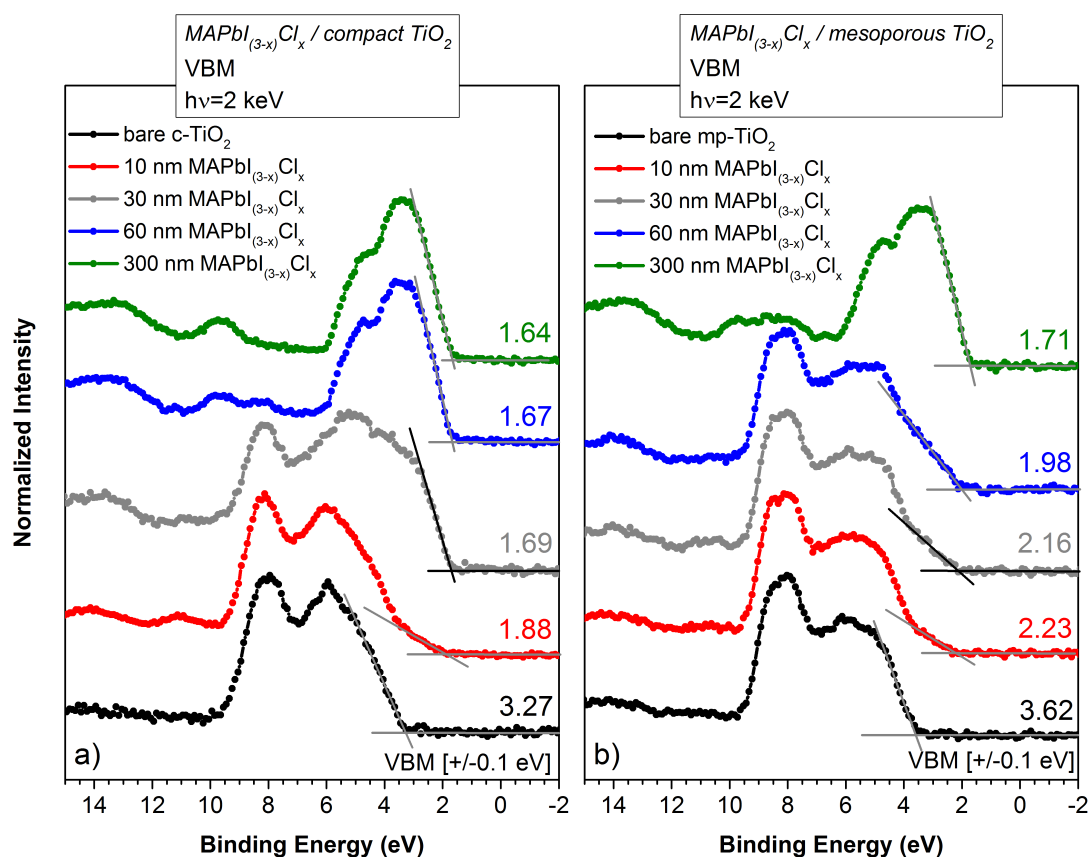 MAPbI(3-x)Clx / compact TiO2
VBM
hν=2 keV
bare c-TiO2
10 nm MAPbI(3-x)Clx
30 nm MAPbI(3-x)Clx
60 nm MAPbI(3-x)Clx
300 nm MAPbI(3-x)Clx
1.64
1.67
1.69
1.88
3.27
a)
VBM [+/-0.1 eV]
14 12 10 8 6 4 2 0 -2
Binding Energy (eV)
Normalized Intensity
MAPbI(3-x)Clx / mesoporous TiO2
VBM
hν=2 keV
bare mp-TiO2
10 nm MAPbI(3-x)Clx
30 nm MAPbI(3-x)Clx
60 nm MAPbI(3-x)Clx
300 nm MAPbI(3-x)Clx
1.71
1.98
2.16
2.23
3.62
b)
VBM [+/-0.1 eV]
14 12 10 8 6 4 2 0 -2
Binding Energy (eV)